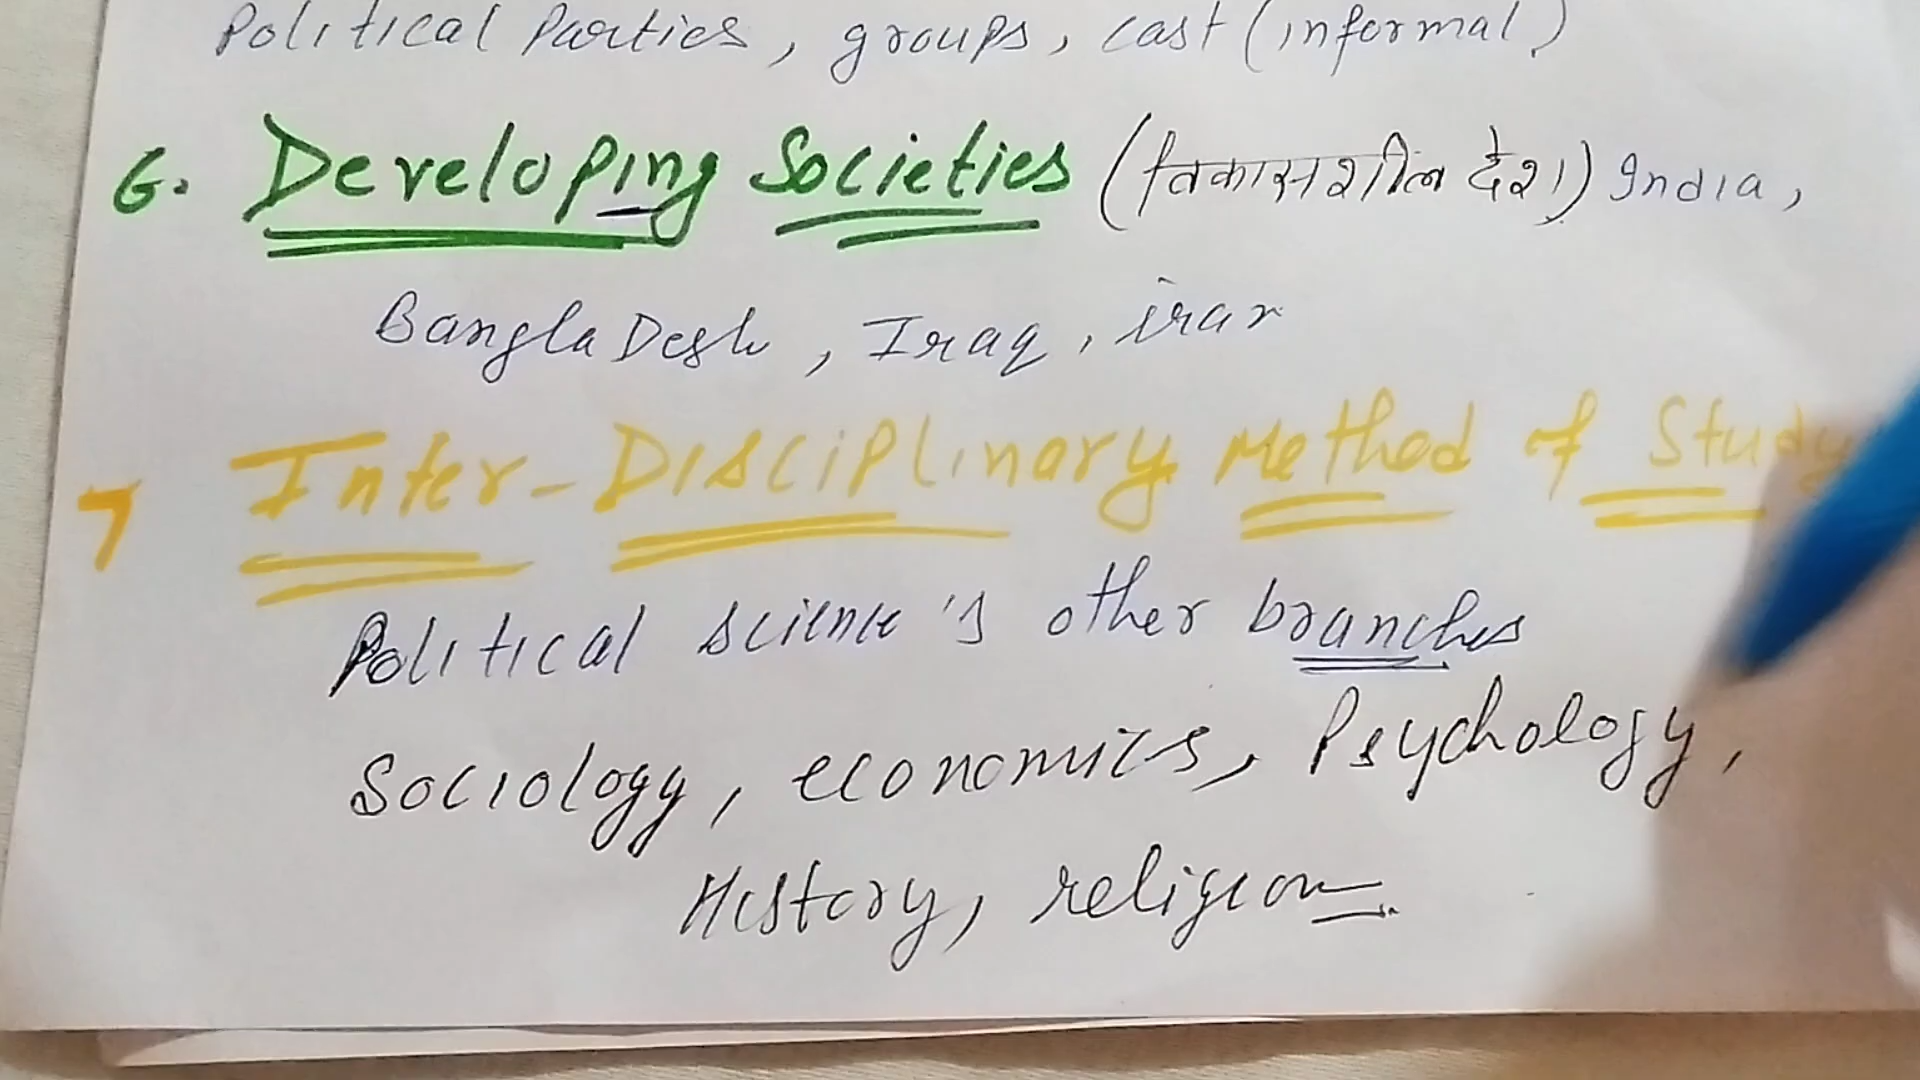 Political Parties, groups, cast (informal)
6. Developing Societies (विकासशील देश) India,
Bangla Desh, Iraq, iran
7 Inter-Disciplinary Method of Study
Political science's other branches
Sociology, economics, Psychology,
History, religion.